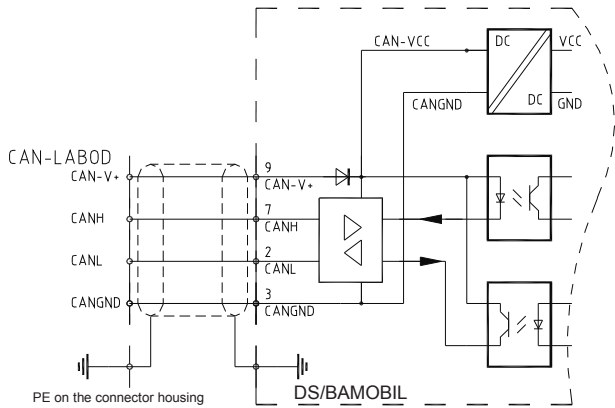 CAN-VCC
DC
VCC
CANGND
DC
GND
CAN-LABOD
CAN-V+
9
CAN-V+
CANH
7
CANH
CANL
2
CANL
CANGND
3
CANGND
PE on the connector housing
DS/BAMOBIL